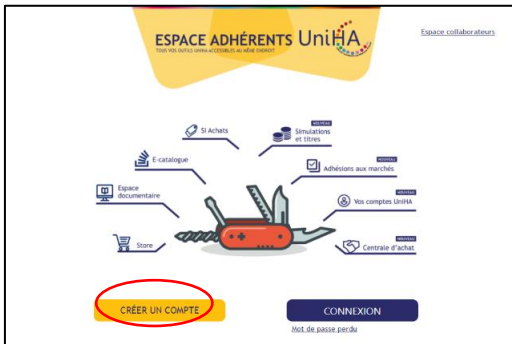 ESPACE ADHÉRENTS UniHA
TOUS VOS OUTILS UNIHA ACCESSIBLES AU MÊME ENDROIT
Espace collaborateurs
SI Achats
NOUVEAU
Simulations
et titres
E-catalogue
NOUVEAU
Adhésions aux marchés
Espace
documentaire
NOUVEAU
Vos comptes UniHA
Store
NOUVEAU
Centrale d'achat
CRÉER UN COMPTE
CONNEXION
Mot de passe perdu